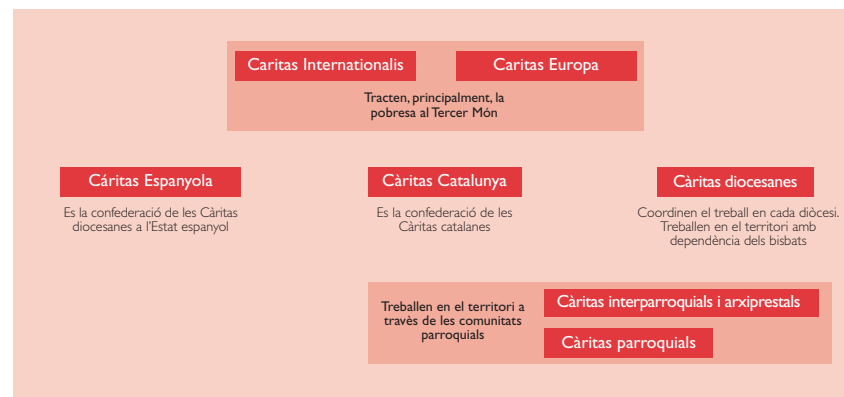 Caritas Internationalis
Caritas Europa
Tracten, principalment, la
pobresa al Tercer Món
Cáritas Espanyola
Es la confederació de les Càritas
diocesanes a l'Estat espanyol
Càritas Catalunya
Es la confederació de les
Càritas catalanes
Càritas diocesanes
Coordinen el treball en cada diòcesi.
Treballen en el territori amb
dependència dels bisbats
Treballen en el territori a
travès de les comunitats
parroquials
Càritas interparroquials i arxiprestals
Càritas parroquials